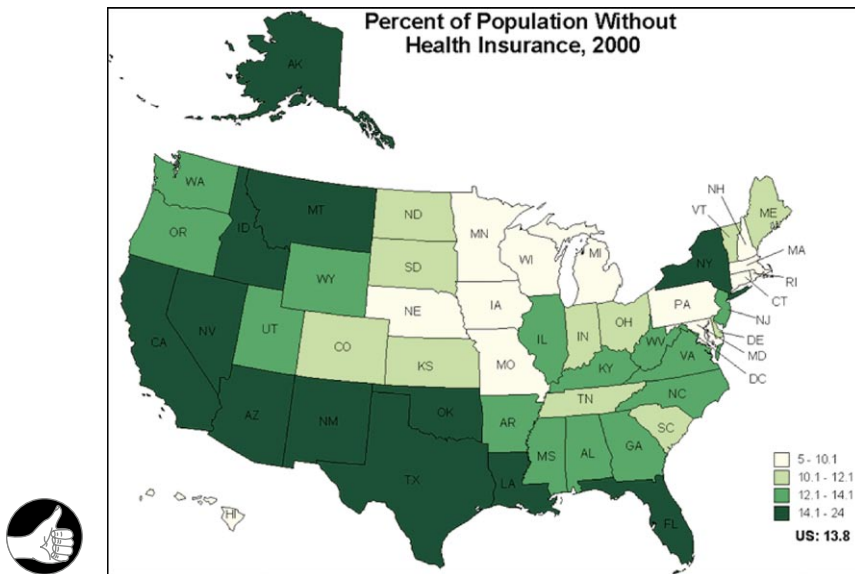 Percent of Population Without
Health Insurance, 2000
AK
WA
MT
ND
MN
ME
VT
NH
OR
ID
WY
SD
WI
MI
NY
MA
RI
CT
NE
IA
PA
NJ
NV
UT
CO
IL
IN
OH
DE
MD
DC
CA
KS
MO
WV
VA
KY
NC
TN
AZ
NM
OK
AR
SC
MS
AL
GA
TX
LA
FL
HI
5 - 10.1
10.1 - 12.1
12.1 - 14.1
14.1 - 24
US: 13.8